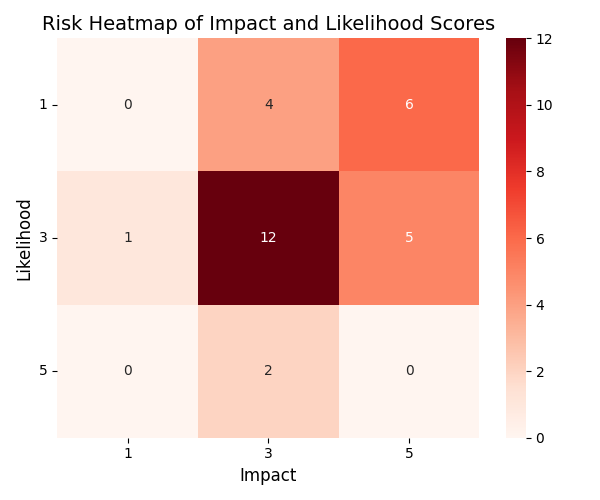 Risk Heatmap of Impact and Likelihood Scores
12
1 0 4 6
10
8
3 1 12 5
6
Likelihood
4
5 0 2 0
2
0
1 3 5
Impact